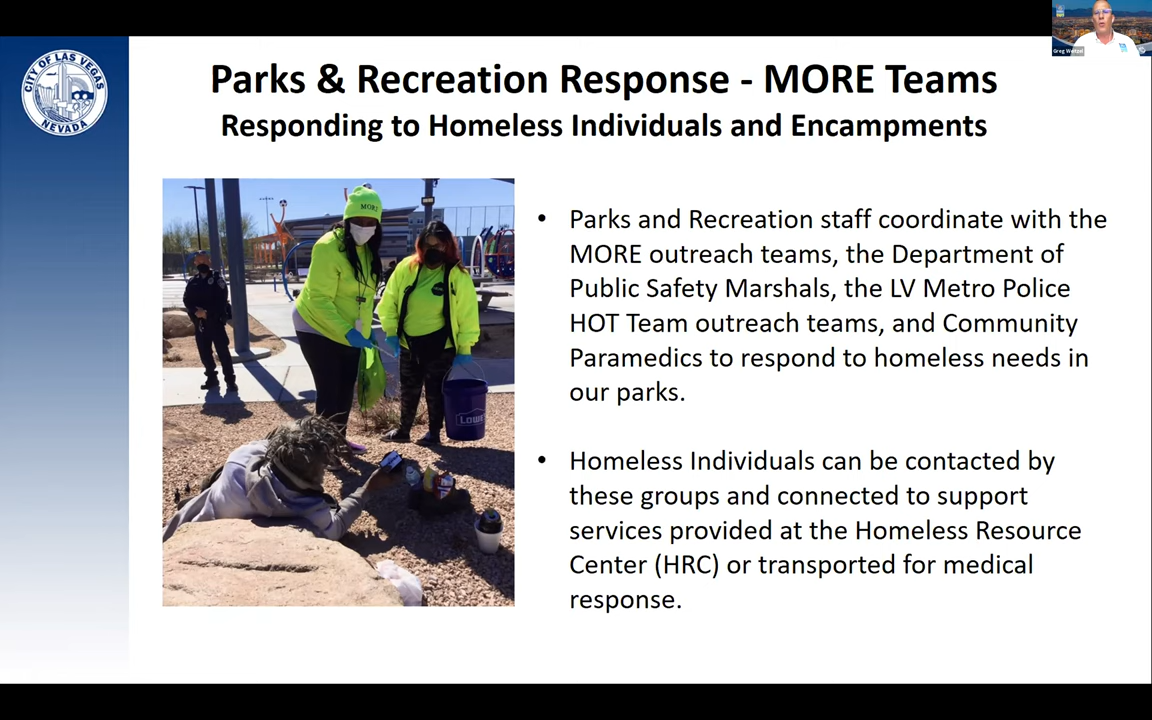 Greg Weitzel
CITY OF LAS VEGAS
NEVADA
Parks & Recreation Response - MORE Teams
Responding to Homeless Individuals and Encampments
MORE
Lowe's
• Parks and Recreation staff coordinate with the
MORE outreach teams, the Department of
Public Safety Marshals, the LV Metro Police
HOT Team outreach teams, and Community
Paramedics to respond to homeless needs in
our parks.
• Homeless Individuals can be contacted by
these groups and connected to support
services provided at the Homeless Resource
Center (HRC) or transported for medical
response.